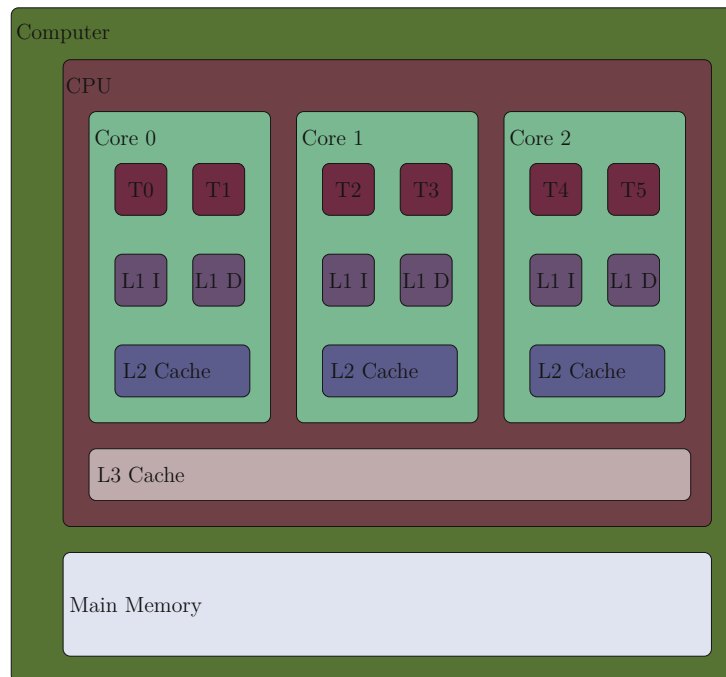 Computer
CPU
Core 0 Core 1 Core 2
T0 T1 T2 T3 T4 T5
L1 I L1 D L1 I L1 D L1 I L1 D
L2 Cache L2 Cache L2 Cache
L3 Cache
Main Memory